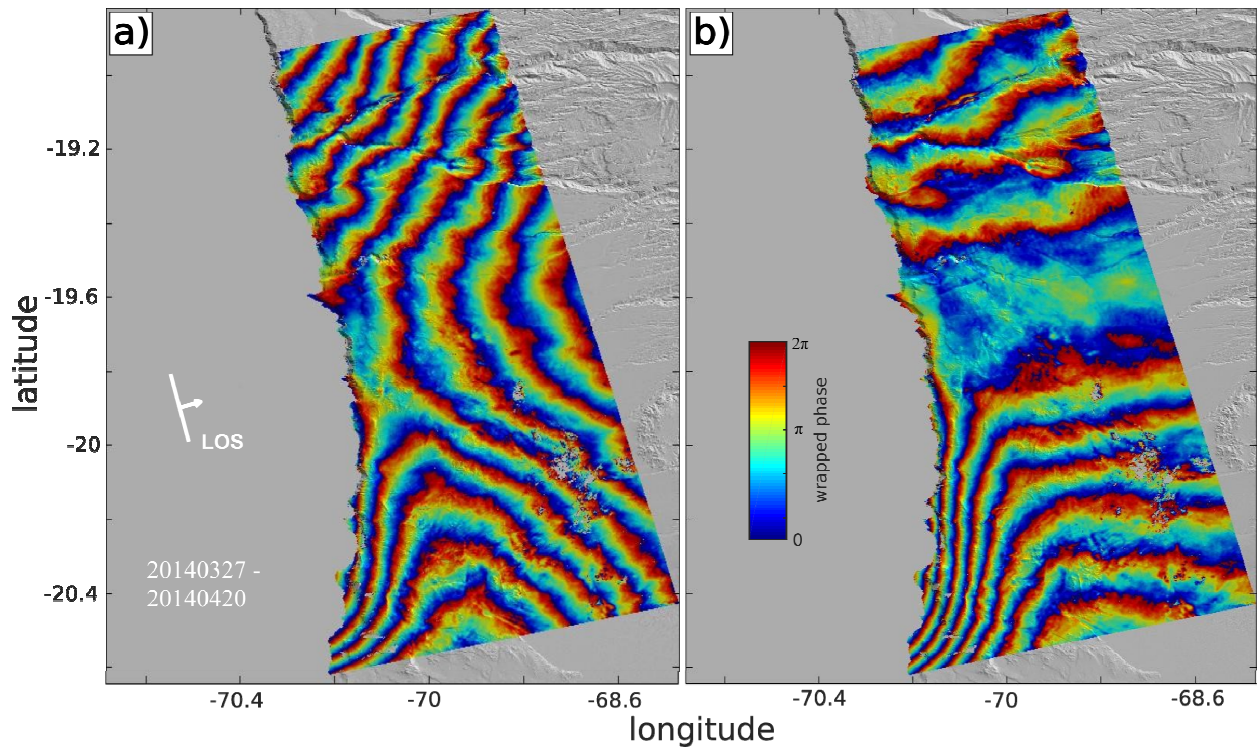 a)
b)
-19.2
-19.6
-20
-20.4
latitude
LOS
20140327 -
20140420
2π
π
0
wrapped phase
-70.4
-70
-68.6
-70.4
-70
-68.6
longitude